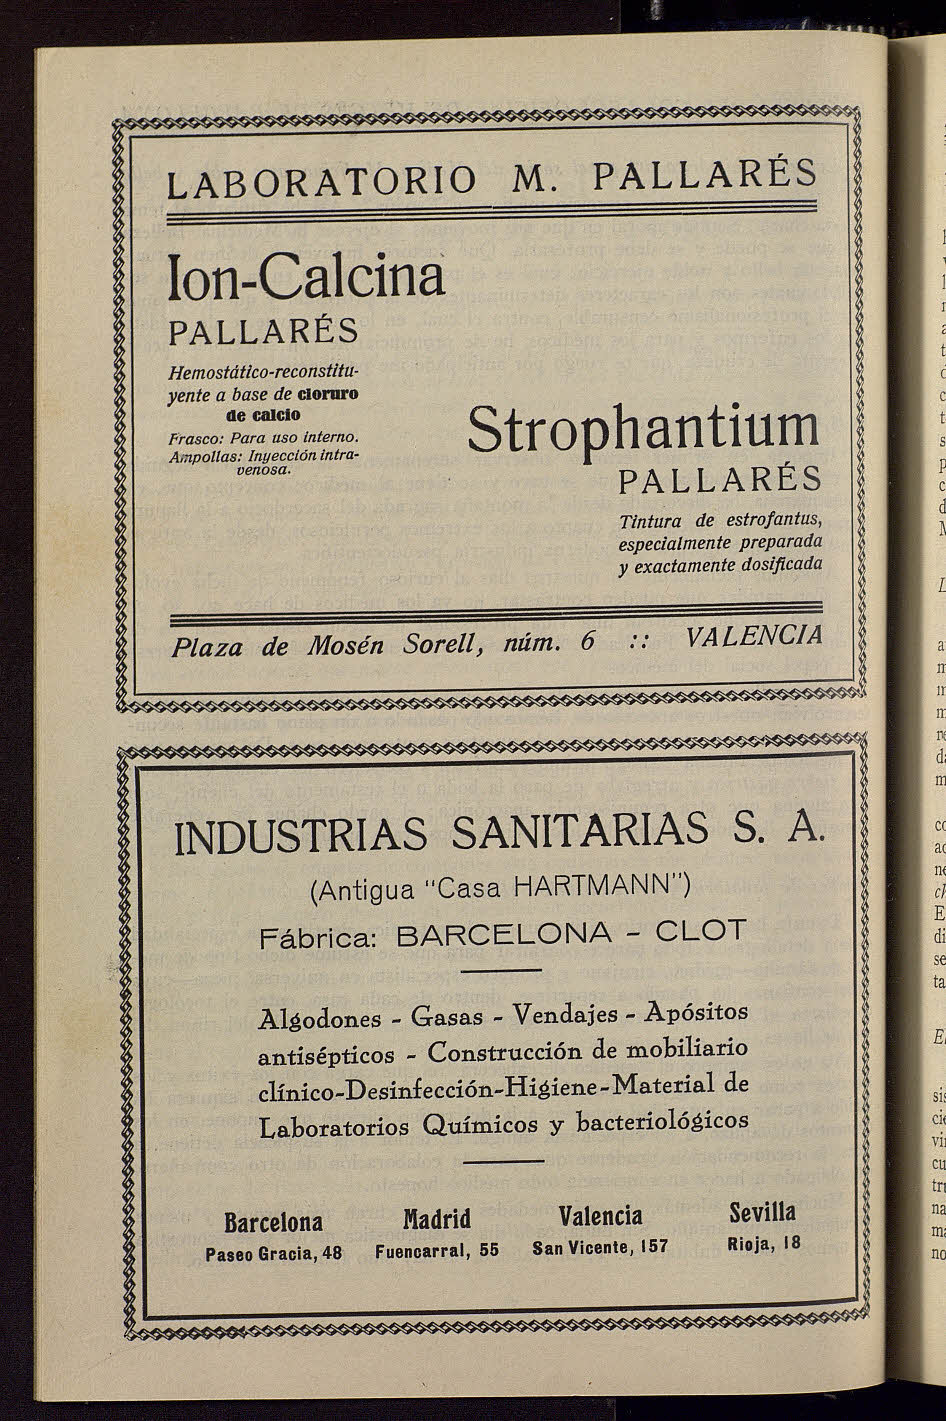 LABORATORIO M. PALLARÉS
Ion-Calcina
PALLARÉS
Hemostático-reconstitu-
yente a base de cloruro
de calcio
Frasco: Para uso interno.
Ampollas: Inyección intra-
venosa.
Strophantium
PALLARÉS
Tintura de estrofantus,
especialmente preparada
y exactamente dosificada
Plaza de Mosén Sorell, núm. 6 :: VALENCIA
INDUSTRIAS SANITARIAS S. A.
(Antigua "Casa HARTMANN")
Fábrica: BARCELONA - CLOT
Algodones - Gasas - Vendajes - Apósitos
antisépticos - Construcción de mobiliario
clínico-Desinfección-Higiene-Material de
Laboratorios Químicos y bacteriológicos
Barcelona Madrid Valencia Sevilla
Paseo Gracia, 48 Fuencarral, 55 San Vicente, 157 Rioja, 18